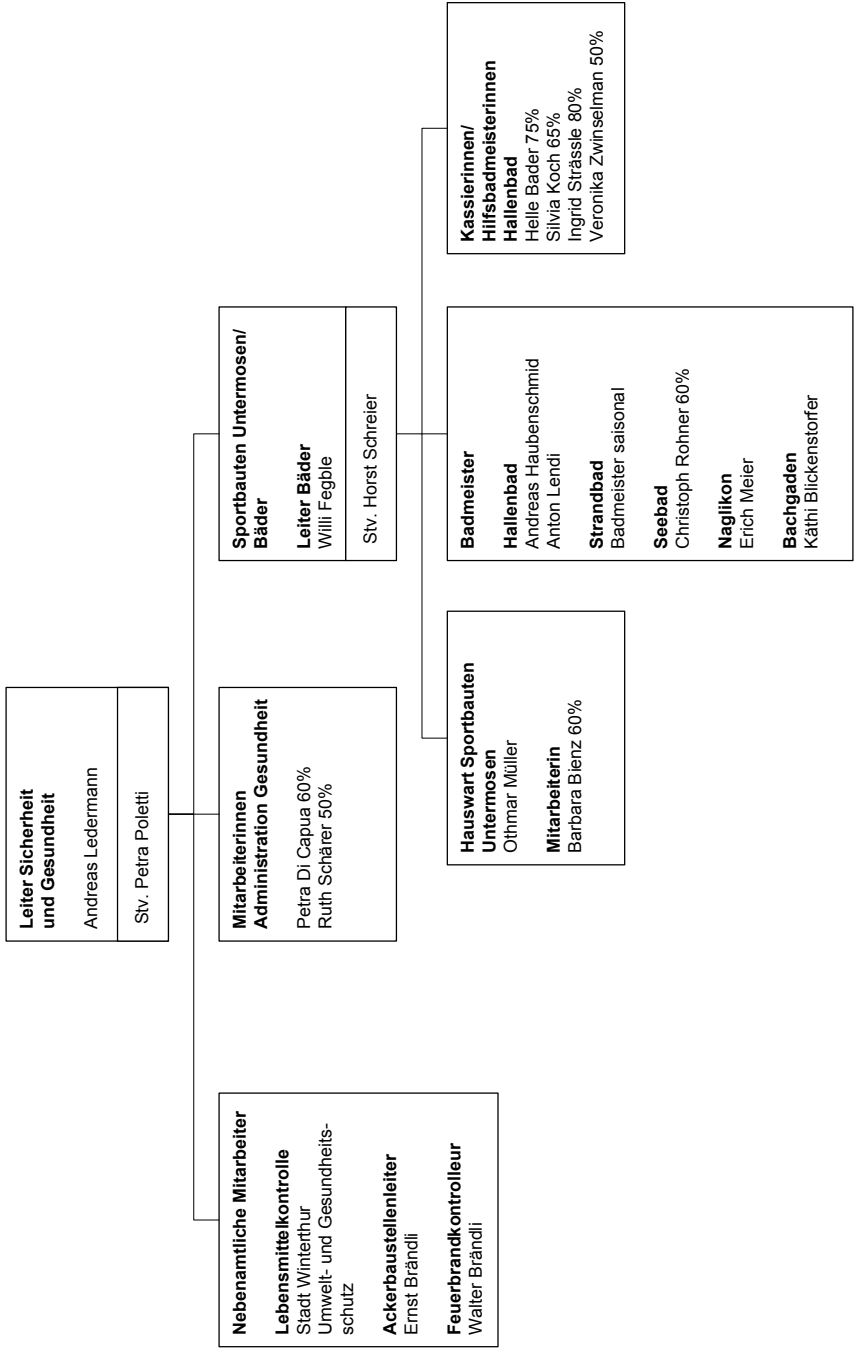 Leiter Sicherheit
und Gesundheit
Andreas Ledermann
Stv. Petra Poletti
Nebenamtliche Mitarbeiter
Lebensmittelkontrolle
Stadt Winterthur
Umwelt- und Gesundheits-
schutz
Ackerbaustellenleiter
Ernst Brändli
Feuerbrandkontrolleur
Walter Brändli
Mitarbeiterinnen
Administration Gesundheit
Petra Di Capua 60%
Ruth Schärer 50%
Sportbauten Untermosen/
Bäder
Leiter Bäder
Willi Fegble
Stv. Horst Schreier
Hauswart Sportbauten
Untermosen
Othmar Müller
Mitarbeiterin
Barbara Bienz 60%
Badmeister
Hallenbad
Andreas Haubenschmid
Anton Lendi
Strandbad
Badmeister saisonal
Seebad
Christoph Rohner 60%
Naglikon
Erich Meier
Bachgaden
Käthi Blickenstorfer
Kassierinnen/
Hilfsbadmeisterinnen
Hallenbad
Helle Bader 75%
Silvia Koch 65%
Ingrid Strässle 80%
Veronika Zwinselman 50%